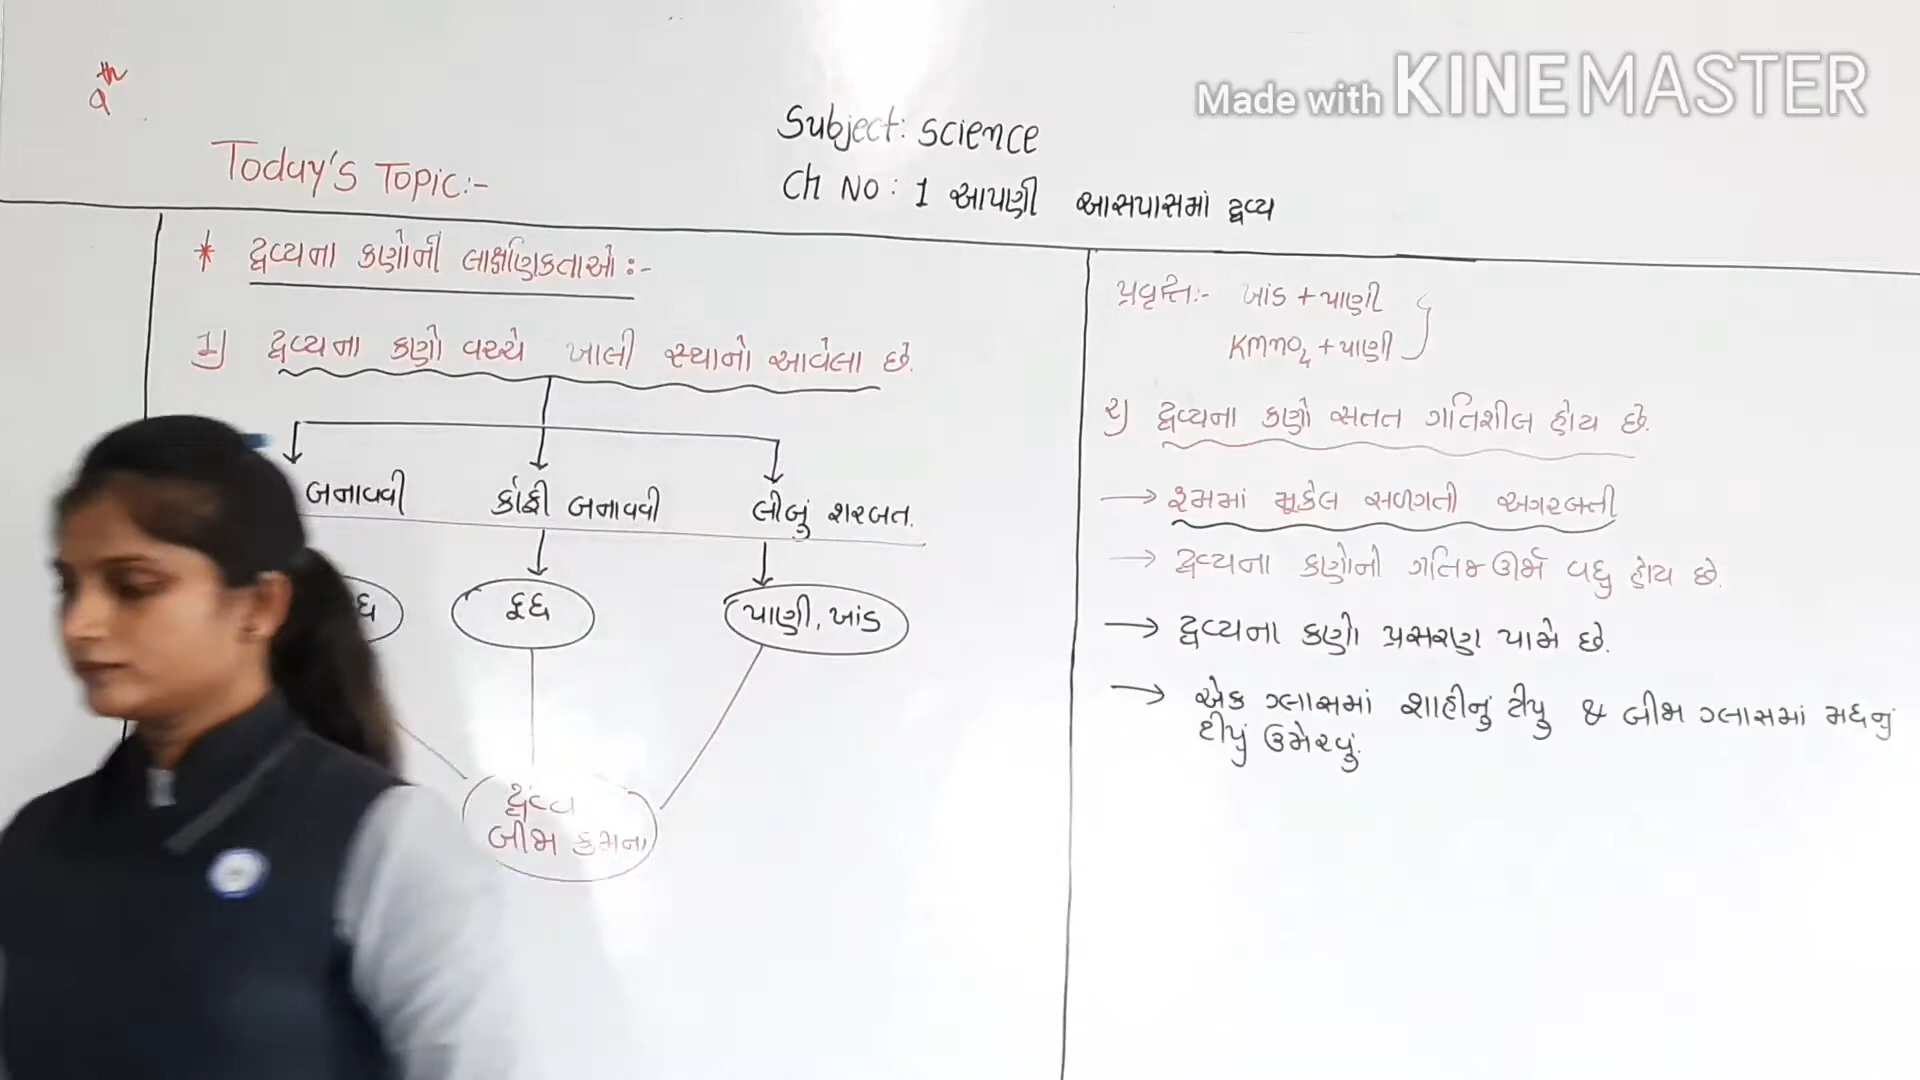 Made with KINEMASTER
9th
Subject: Science
Today's Topic:-
Ch No: 1 આપણી આસપાસમાં દ્રવ્ય
* દ્રવ્યના કણોની લાક્ષણિકતાઓ :-
1) દ્રવ્યના કણો વચ્ચે ખાલી સ્થાનો આવેલા છે.
બનાવવી કોફી બનાવવી લીંબું શરબત.
દૂધ પાણી, ખાંડ
દ્રવ્ય
બીજા દ્રવ્યના
પ્રવૃત્તિ:- ખાંડ + પાણી
KMnO4 + પાણી
૨) દ્રવ્યના કણો સતત ગતિશીલ હોય છે.
→ રૂમમાં મૂકેલ સળગતી અગરબત્તી
→ દ્રવ્યના કણોની ગતિજ ઊર્જા વધુ હોય છે.
→ દ્રવ્યના કણો પ્રસરણ પામે છે.
→ એક ગ્લાસમાં શાહીનું ટીપુ & બીજા ગ્લાસમાં મધનું
ટીપું ઉમેરવું.